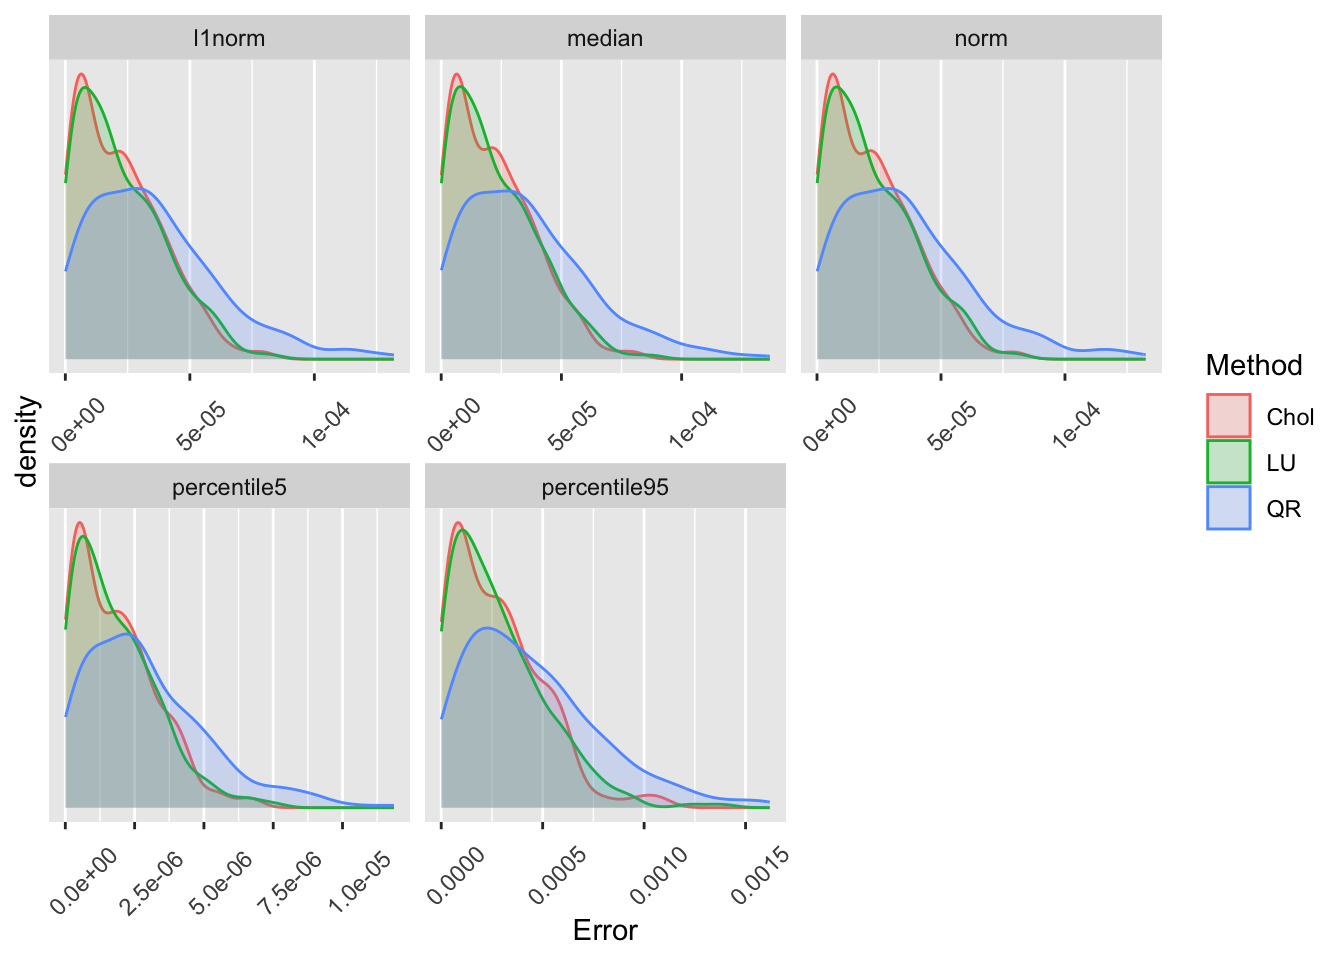 l1norm
median
norm
0e+00
5e-05
1e-04
0e+00
5e-05
1e-04
0e+00
5e-05
1e-04
density
percentile5
percentile95
0.0e+00
2.5e-06
5.0e-06
7.5e-06
1.0e-05
0.0000
0.0005
0.0010
0.0015
Error
Method
Chol
LU
QR